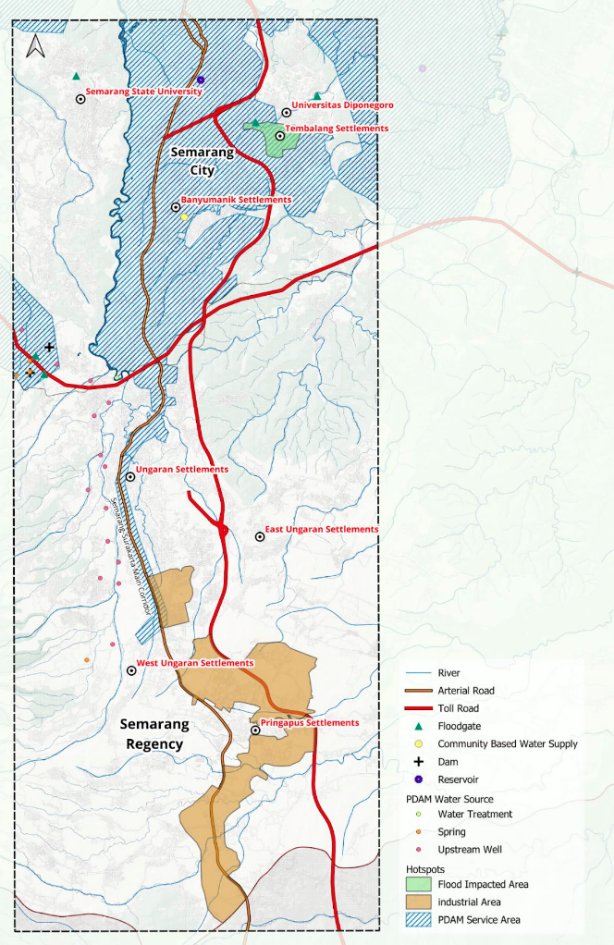 Semarang State University
Universitas Diponegoro
Tembalang Settlements
Semarang
City
Banyumanik Settlements
Ungaran Settlements
Semarang-Surakarta Main Corridor
East Ungaran Settlements
West Ungaran Settlements
Semarang
Regency
Pringapus Settlements
River
Arterial Road
Toll Road
Floodgate
Community Based Water Supply
Dam
Reservoir
PDAM Water Source
Water Treatment
Spring
Upstream Well
Hotspots
Flood Impacted Area
industrial Area
PDAM Service Area